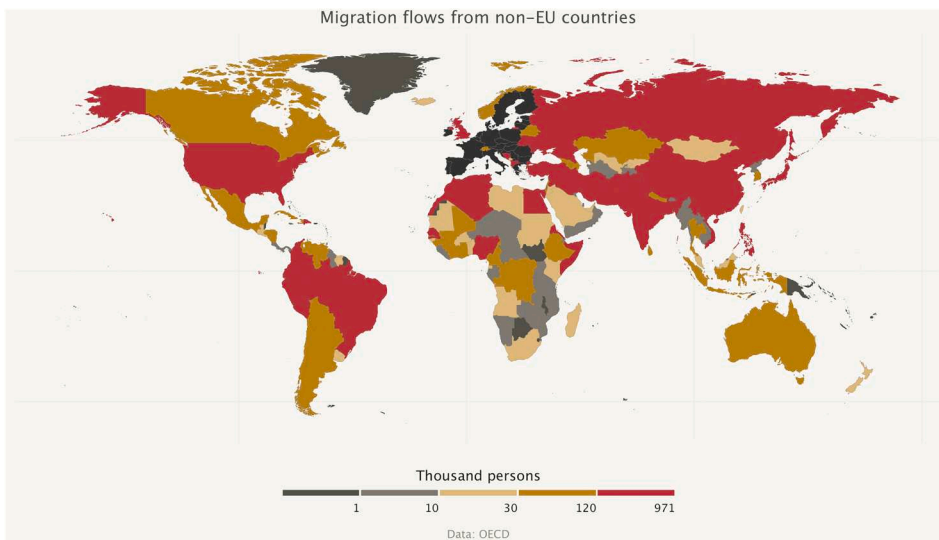 Migration flows from non-EU countries
Thousand persons
1 10 30 120 971
Data: OECD